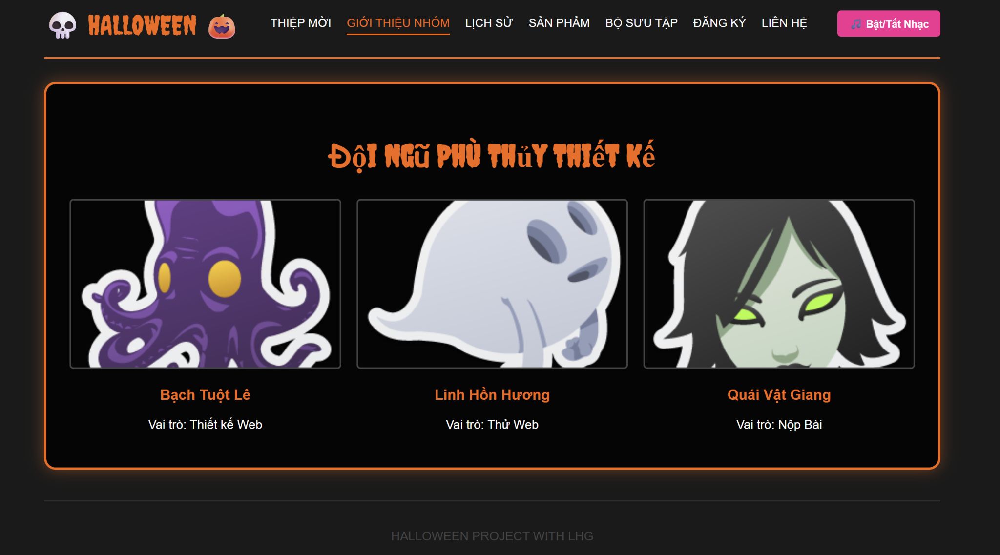 HALLOWEEN
THIỆP MỜI GIỚI THIỆU NHÓM LỊCH SỬ SẢN PHẨM BỘ SƯU TẬP ĐĂNG KÝ LIÊN HỆ
Bật/Tắt Nhạc
Đội Ngũ Phù Thủy Thiết Kế
Bạch Tuột Lê
Vai trò: Thiết kế Web
Linh Hồn Hương
Vai trò: Thử Web
Quái Vật Giang
Vai trò: Nộp Bài
HALLOWEEN PROJECT WITH LHG